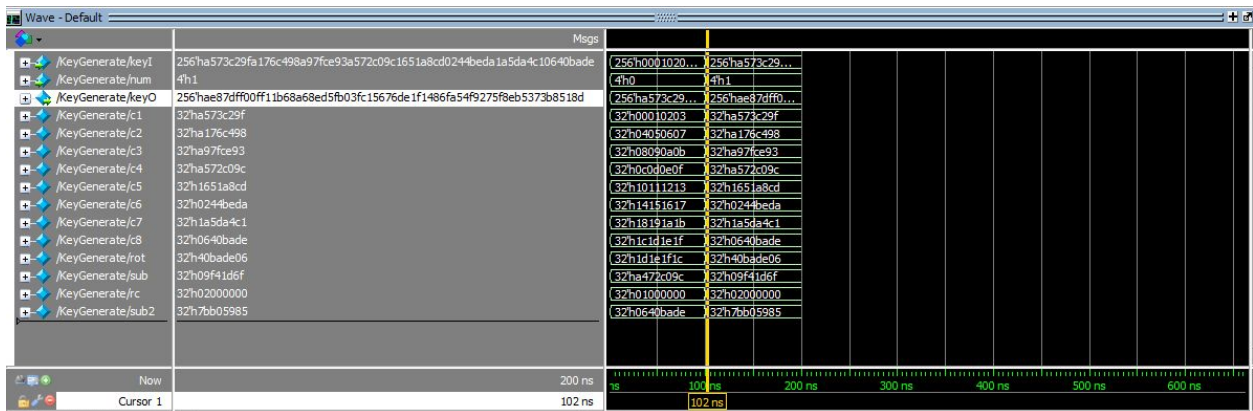 Wave - Default
Msgs
/KeyGenerate/keyI 256'ha573c29fa176c498a97fce93a572c09c1651a8cd0244beda1a5da4c10640bade 256'h0001020... 256'ha573c29...
/KeyGenerate/num 4'h1 4'h0 4'h1
/KeyGenerate/keyO 256'hae87dff00ff11b68a68ed5fb03fc15676de1f1486fa54f9275f8eb5373b8518d 256'ha573c29... 256'hae87dff0...
/KeyGenerate/c1 32'ha573c29f 32'h00010203 32'ha573c29f
/KeyGenerate/c2 32'ha176c498 32'h04050607 32'ha176c498
/KeyGenerate/c3 32'ha97fce93 32'h08090a0b 32'ha97fce93
/KeyGenerate/c4 32'ha572c09c 32'h0c0d0e0f 32'ha572c09c
/KeyGenerate/c5 32'h1651a8cd 32'h10111213 32'h1651a8cd
/KeyGenerate/c6 32'h0244beda 32'h14151617 32'h0244beda
/KeyGenerate/c7 32'h1a5da4c1 32'h18191a1b 32'h1a5da4c1
/KeyGenerate/c8 32'h0640bade 32'h1c1d1e1f 32'h0640bade
/KeyGenerate/rot 32'h40bade06 32'h1d1e1f1c 32'h40bade06
/KeyGenerate/sub 32'h09f41d6f 32'ha472c09c 32'h09f41d6f
/KeyGenerate/rc 32'h02000000 32'h01000000 32'h02000000
/KeyGenerate/sub2 32'h7bb05985 32'h0640bade 32'h7bb05985
Now 200 ns ns 100 ns 200 ns 300 ns 400 ns 500 ns 600 ns
Cursor 1 102 ns 102 ns